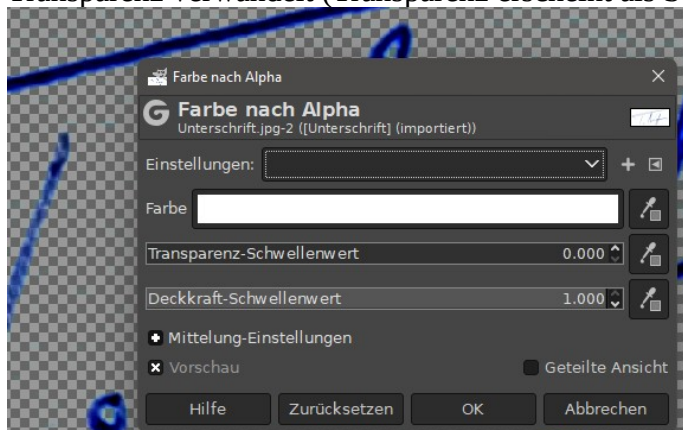 Transparenz verwandelt (Transparenz erscheint als
Farbe nach Alpha
Farbe nach Alpha
Unterschrift.jpg-2 ([Unterschrift] (importiert))
Einstellungen:
Farbe
Transparenz-Schwellenwert 0.000
Deckkraft-Schwellenwert 1.000
Mittelung-Einstellungen
Vorschau Geteilte Ansicht
Hilfe Zurücksetzen OK Abbrechen